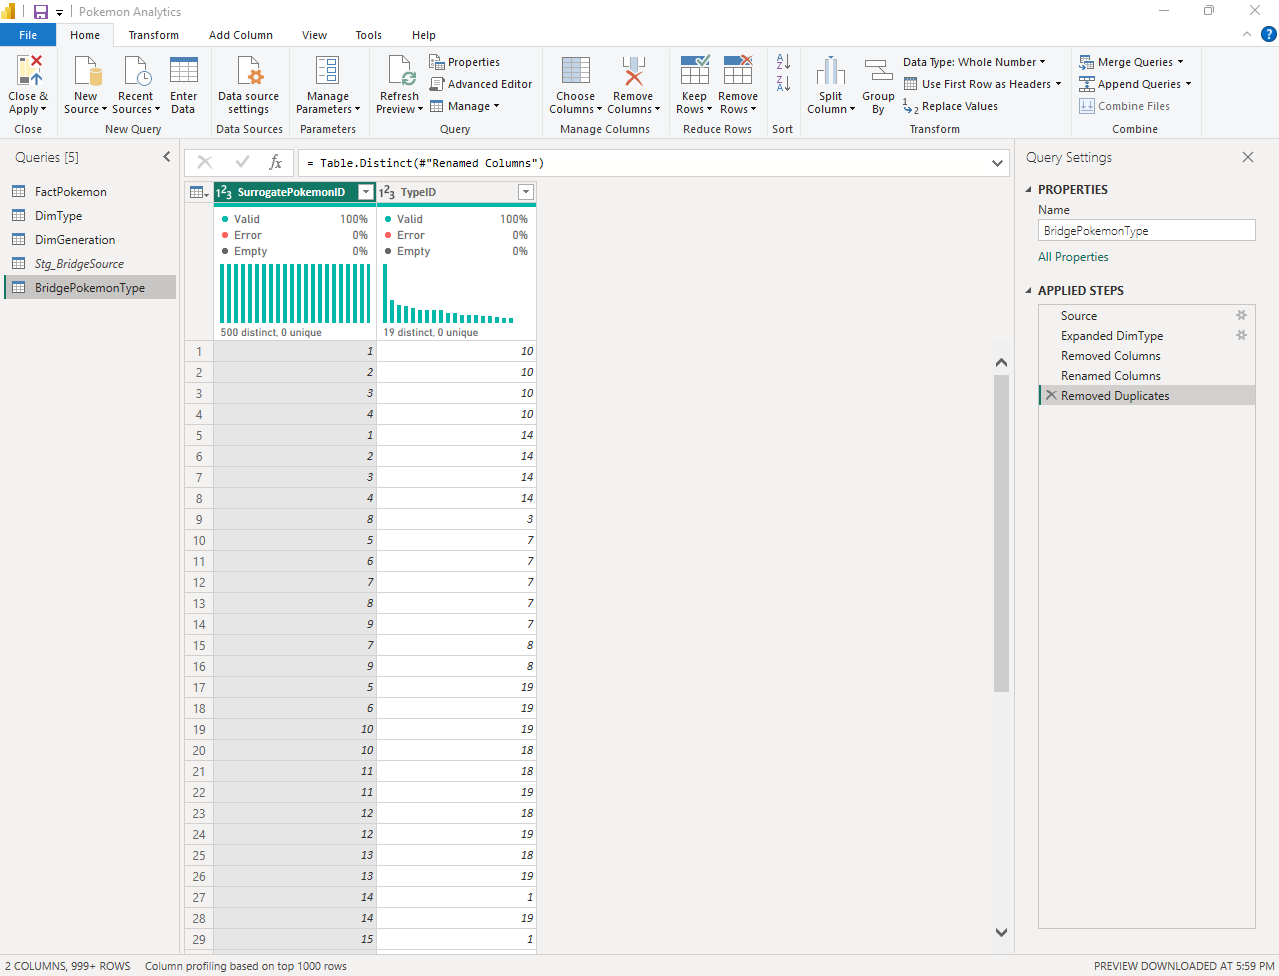 Pokemon Analytics
File Home Transform Add Column View Tools Help
Close & Apply
Close
New Source
Recent Sources
Enter Data
New Query
Data source settings
Data Sources
Manage Parameters
Parameters
Refresh Preview
Properties
Advanced Editor
Manage
Query
Choose Columns
Remove Columns
Manage Columns
Keep Rows
Remove Rows
Reduce Rows
Sort
Split Column
Group By
Data Type: Whole Number
Use First Row as Headers
Replace Values
Transform
Merge Queries
Append Queries
Combine Files
Combine
Queries [5]
FactPokemon
DimType
DimGeneration
Stg_BridgeSource
BridgePokemonType
fx = Table.Distinct(#"Renamed Columns")
123 SurrogatePokemonID 123 TypeID
Valid 100% Valid 100%
Error 0% Error 0%
Empty 0% Empty 0%
500 distinct, 0 unique 19 distinct, 0 unique
1 1 10
2 2 10
3 3 10
4 4 10
5 1 14
6 2 14
7 3 14
8 4 14
9 8 3
10 5 7
11 6 7
12 7 7
13 8 7
14 9 7
15 7 8
16 9 8
17 5 19
18 6 19
19 10 19
20 10 18
21 11 18
22 11 19
23 12 18
24 12 19
25 13 18
26 13 19
27 14 1
28 14 19
29 15 1
Query Settings
PROPERTIES
Name
BridgePokemonType
All Properties
APPLIED STEPS
Source
Expanded DimType
Removed Columns
Renamed Columns
Removed Duplicates
2 COLUMNS, 999+ ROWS Column profiling based on top 1000 rows PREVIEW DOWNLOADED AT 5:59 PM